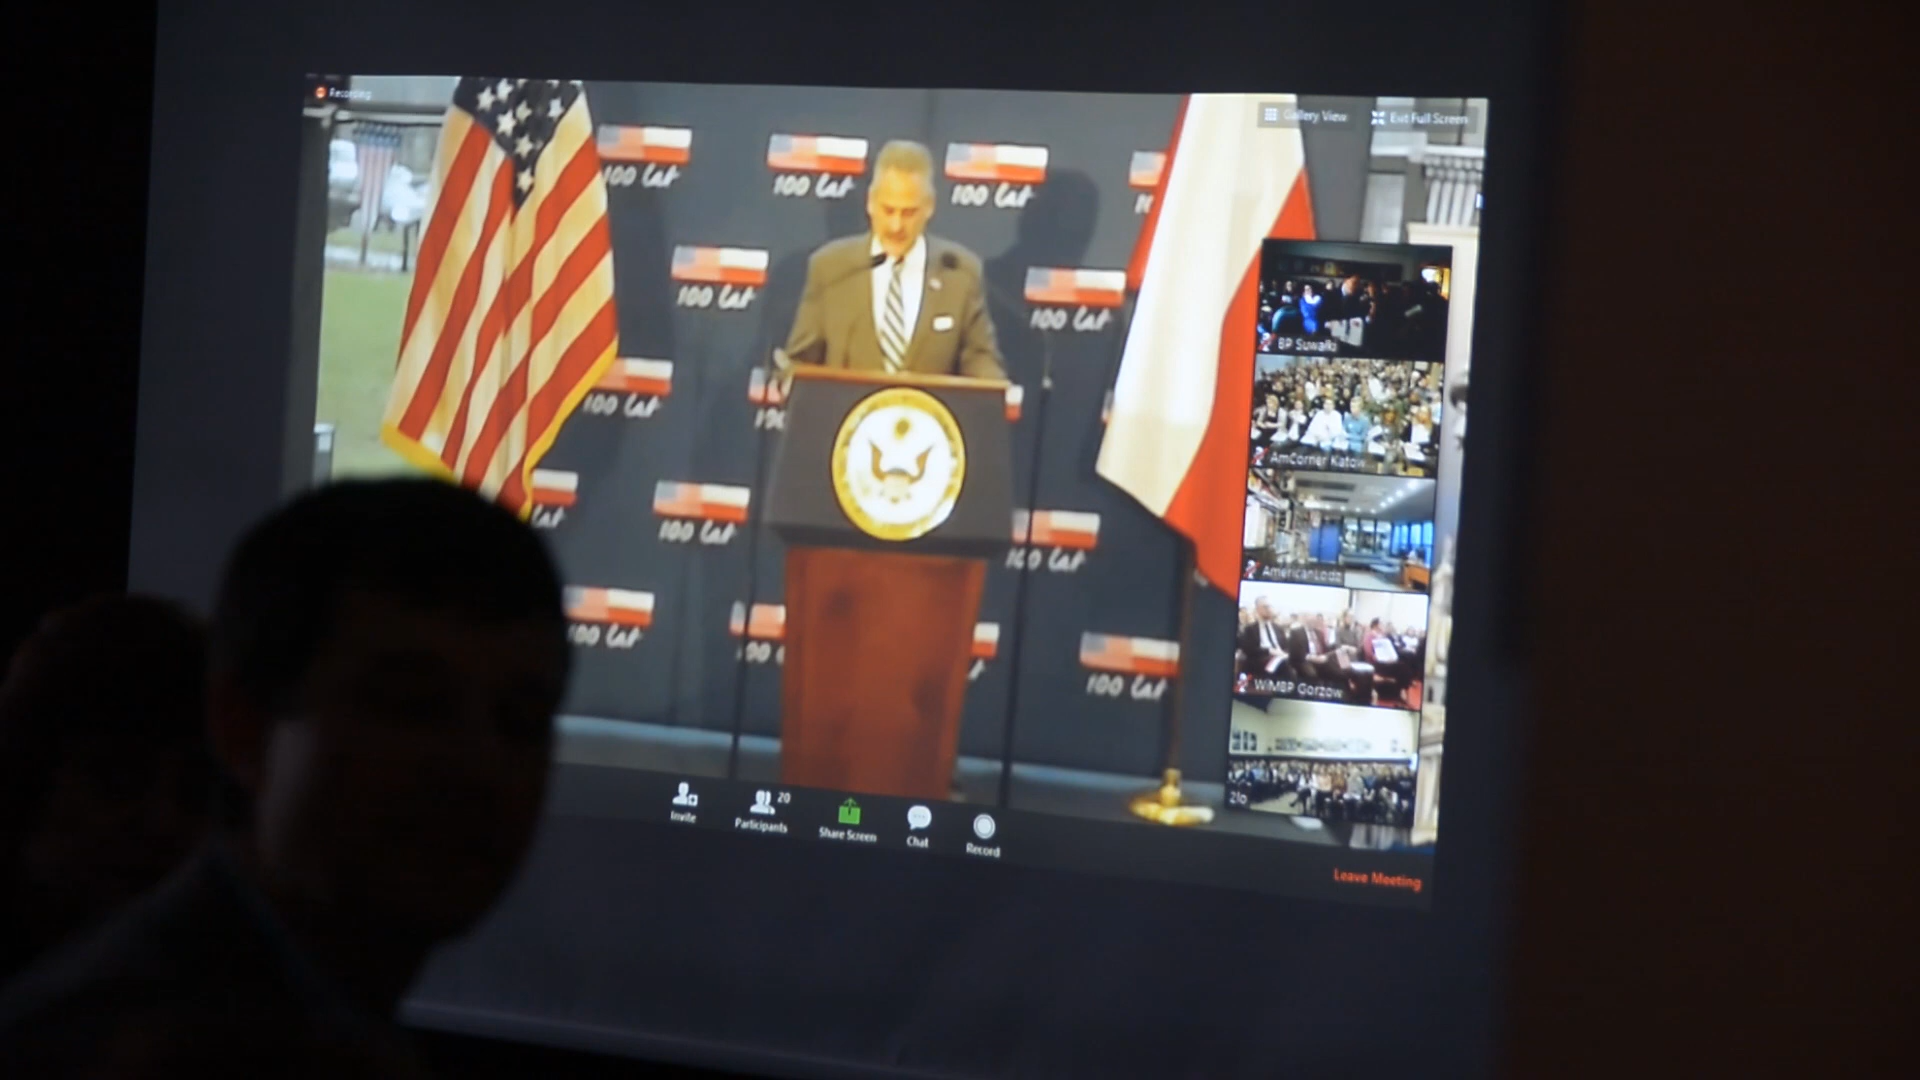 Recording
Gallery View
Exit Full Screen
100 Lat
100 Lat
100 Lat
100 Lat
100 Lat
100 Lat
100 Lat
100 Lat
100 Lat
100 Lat
BP Suwałki
AmCorner Katow
AmericanLodz
WiMBP Gorzow
Invite
Participants
20
Share Screen
Chat
Record
Leave Meeting